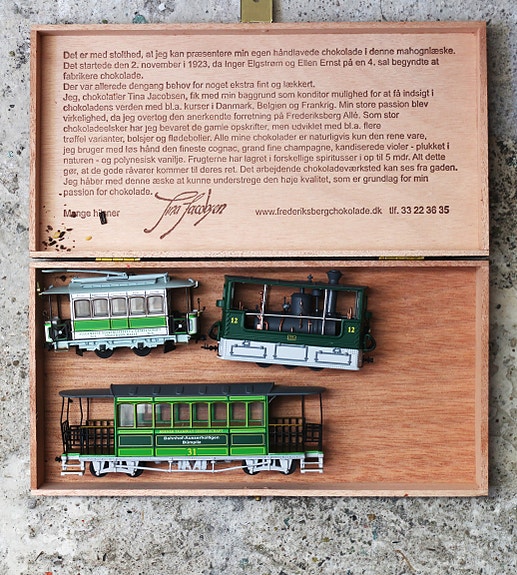 Det er med stolthed, at jeg kan præsentere min egen håndlavede chokolade i denne mahognlæske.
Det startede den 2. november i 1923, da Inger Elgstrøm og Ellen Ernst på en 4. sal begyndte at
fabrikere chokolade.
Der var allerede dengang behov for noget ekstra fint og lækkert.
Jeg, chokolatier Tina Jacobsen, fik med min baggrund som konditor mulighed for at få indsigt i
chokoladens verden med bl.a. kurser i Danmark, Belgien og Frankrig. Min store passion blev
virkelighed, da jeg overtog den anerkendte forretning på Frederiksberg Allé. Som stor
chokoladeelsker har jeg bevaret de gamle opskrifter, men udviklet med bl.a. flere
trøffel varianter, bolsjer og flødeboller. Alle mine chokolader er naturligvis kun den rene vare,
jeg bruger med løs hånd den fineste cognac, grand fine champagne, kandiserede violer - plukket i
naturen - og polynesisk vanilje. Frugterne har lagret i forskellige spiritusser i op til 5 mdr. Alt dette
gør, at de gode råvarer kommer til deres ret. Det arbejdende chokoladeværksted kan ses fra gaden.
Jeg håber med denne æske at kunne understrege den høje kvalitet, som er grundlag for min
passion for chokolade.
Mange hilsner Tina Jacobsen www.frederiksbergchokolade.dk tlf. 33 22 36 35
12
12
Bahnhof-Ausserholligen
Bümpliz
31